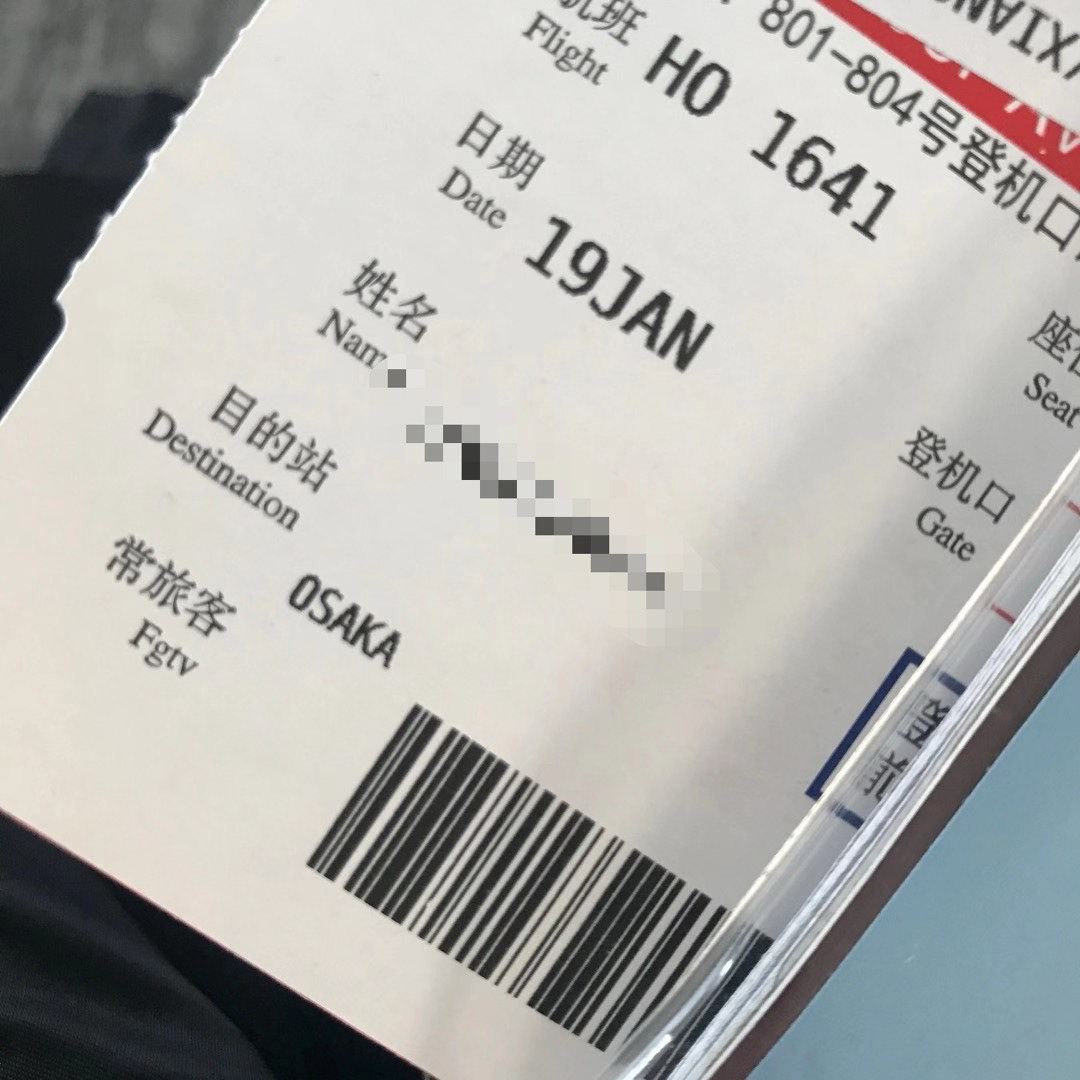 801-804号登机口
航班 HO 1641
Flight
日期 19JAN
Date
姓名
目的站 OSAKA
Destination
常旅客
Fgtv
Seat
登机口
Gate